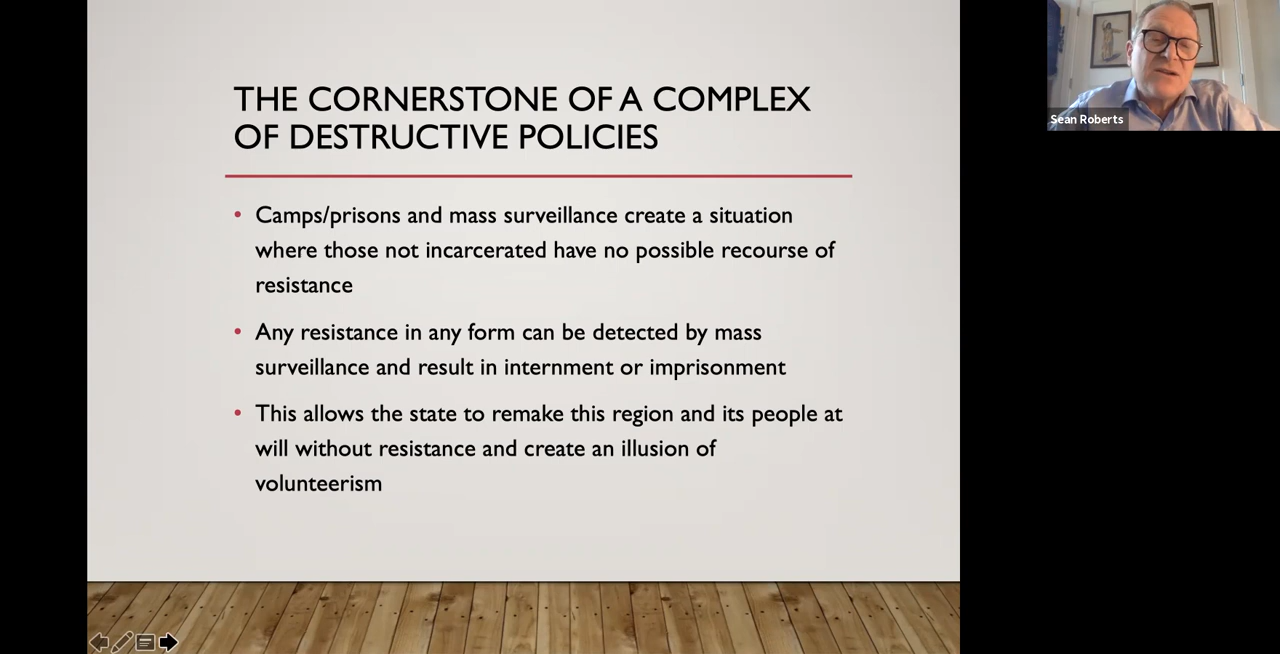 THE CORNERSTONE OF A COMPLEX
OF DESTRUCTIVE POLICIES
• Camps/prisons and mass surveillance create a situation
where those not incarcerated have no possible recourse of
resistance
• Any resistance in any form can be detected by mass
surveillance and result in internment or imprisonment
• This allows the state to remake this region and its people at
will without resistance and create an illusion of
volunteerism
Sean Roberts